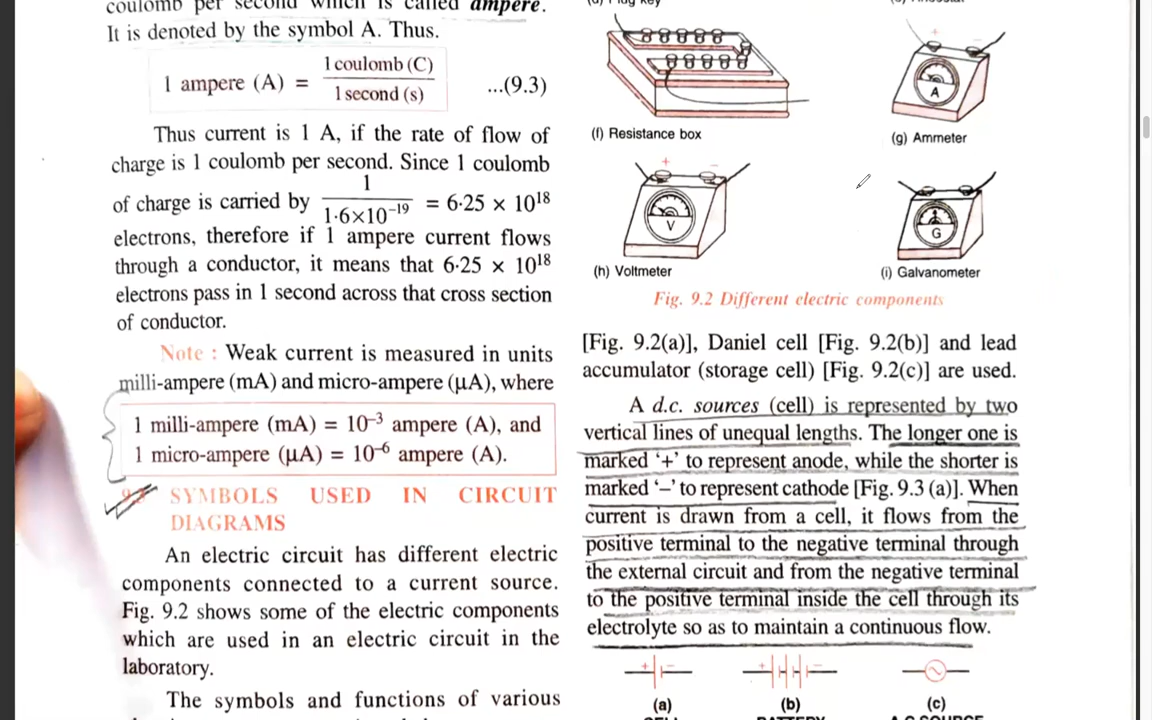 coulomb per second which is called ampere.
It is denoted by the symbol A. Thus.
1 ampere (A) = 1 coulomb (C) / 1 second (s) ...(9.3)
Thus current is 1 A, if the rate of flow of
charge is 1 coulomb per second. Since 1 coulomb
of charge is carried by 1 / 1·6×10⁻¹⁹ = 6·25 × 10¹⁸
electrons, therefore if 1 ampere current flows
through a conductor, it means that 6·25 × 10¹⁸
electrons pass in 1 second across that cross section
of conductor.
Note : Weak current is measured in units
milli-ampere (mA) and micro-ampere (μA), where
1 milli-ampere (mA) = 10⁻³ ampere (A), and
1 micro-ampere (μA) = 10⁻⁶ ampere (A).
SYMBOLS USED IN CIRCUIT
DIAGRAMS
An electric circuit has different electric
components connected to a current source.
Fig. 9.2 shows some of the electric components
which are used in an electric circuit in the
laboratory.
The symbols and functions of various
(d) Plug key
+ −
A
(f) Resistance box
(g) Ammeter
+ −
V
G
(h) Voltmeter
(i) Galvanometer
Fig. 9.2 Different electric components
[Fig. 9.2(a)], Daniel cell [Fig. 9.2(b)] and lead
accumulator (storage cell) [Fig. 9.2(c)] are used.
A d.c. sources (cell) is represented by two
vertical lines of unequal lengths. The longer one is
marked ‘+’ to represent anode, while the shorter is
marked ‘–’ to represent cathode [Fig. 9.3 (a)]. When
current is drawn from a cell, it flows from the
positive terminal to the negative terminal through
the external circuit and from the negative terminal
to the positive terminal inside the cell through its
electrolyte so as to maintain a continuous flow.
+ − + −
(a) (b) (c)
CELL BATTERY A.C.SOURCE